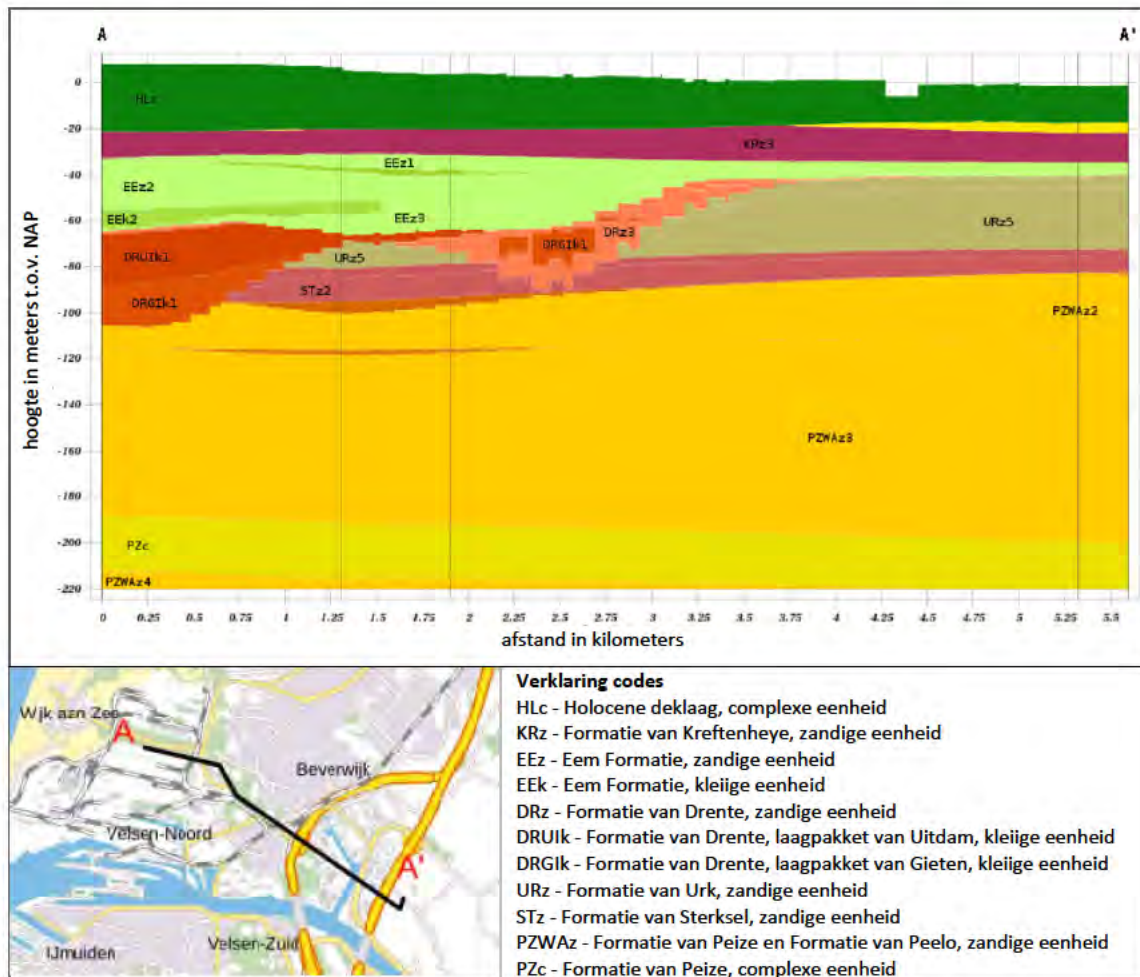 A A'
0
-20
-40
-60
-80
-100
-120
-140
-160
-180
-200
-220
hoogte in meters t.o.v. NAP
HLc
KRz3
EEz1
EEz2
EEk2
EEz3
DRUIk1
URz5
DRGIk1
DRz3
URz5
STz2
DRGIk1
PZWAz2
PZWAz3
PZc
PZWAz4
0 0.25 0.5 0.75 1 1.25 1.5 1.75 2 2.25 2.5 2.75 3 3.25 3.5 3.75 4 4.25 4.5 4.75 5 5.25 5.5
afstand in kilometers
Wijk aan Zee
A
Beverwijk
Velsen-Noord
A'
IJmuiden
Velsen-Zuid
Verklaring codes
HLc - Holocene deklaag, complexe eenheid
KRz - Formatie van Kreftenheye, zandige eenheid
EEz - Eem Formatie, zandige eenheid
EEk - Eem Formatie, kleiige eenheid
DRz - Formatie van Drente, zandige eenheid
DRUIk - Formatie van Drente, laagpakket van Uitdam, kleiige eenheid
DRGIk - Formatie van Drente, laagpakket van Gieten, kleiige eenheid
URz - Formatie van Urk, zandige eenheid
STz - Formatie van Sterksel, zandige eenheid
PZWAz - Formatie van Peize en Formatie van Peelo, zandige eenheid
PZc - Formatie van Peize, complexe eenheid